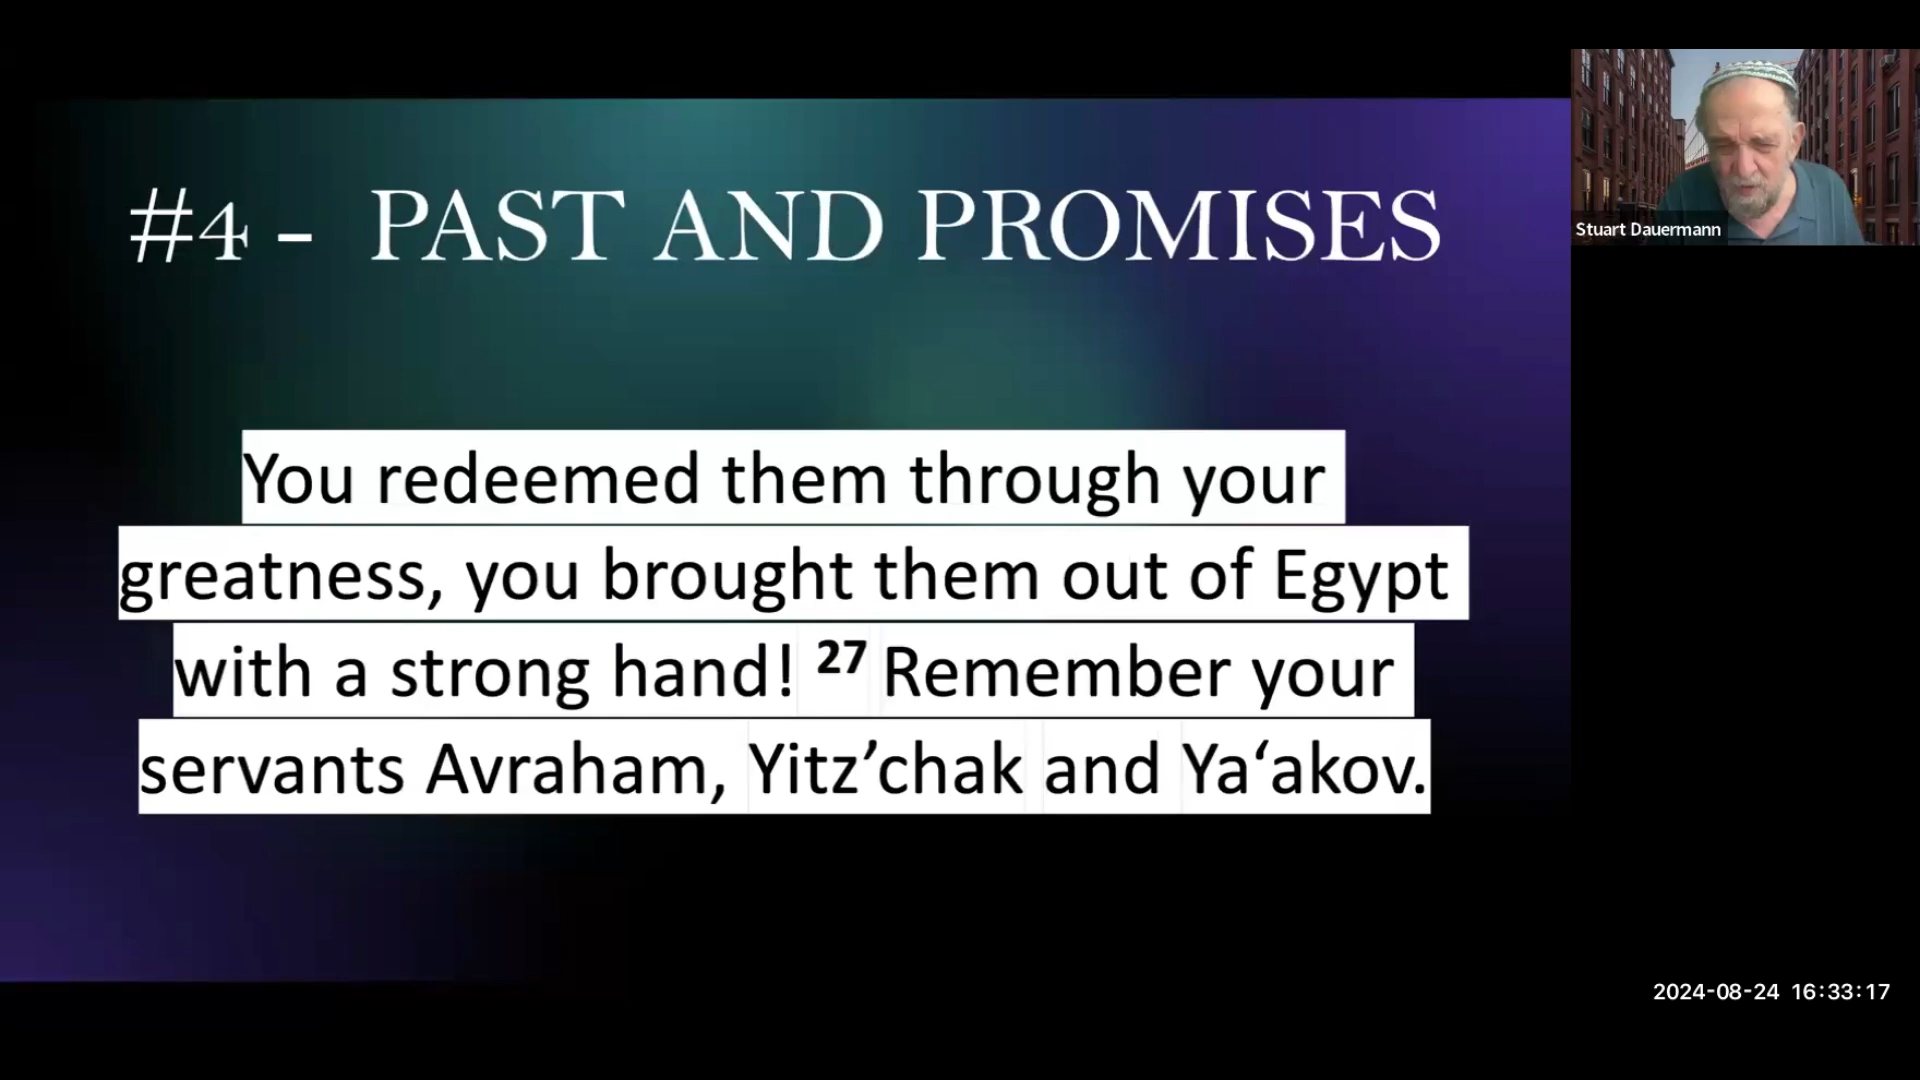 #4 - PAST AND PROMISES
You redeemed them through your
greatness, you brought them out of Egypt
with a strong hand! 27 Remember your
servants Avraham, Yitz’chak and Ya‘akov.
Stuart Dauermann
2024-08-24 16:33:17